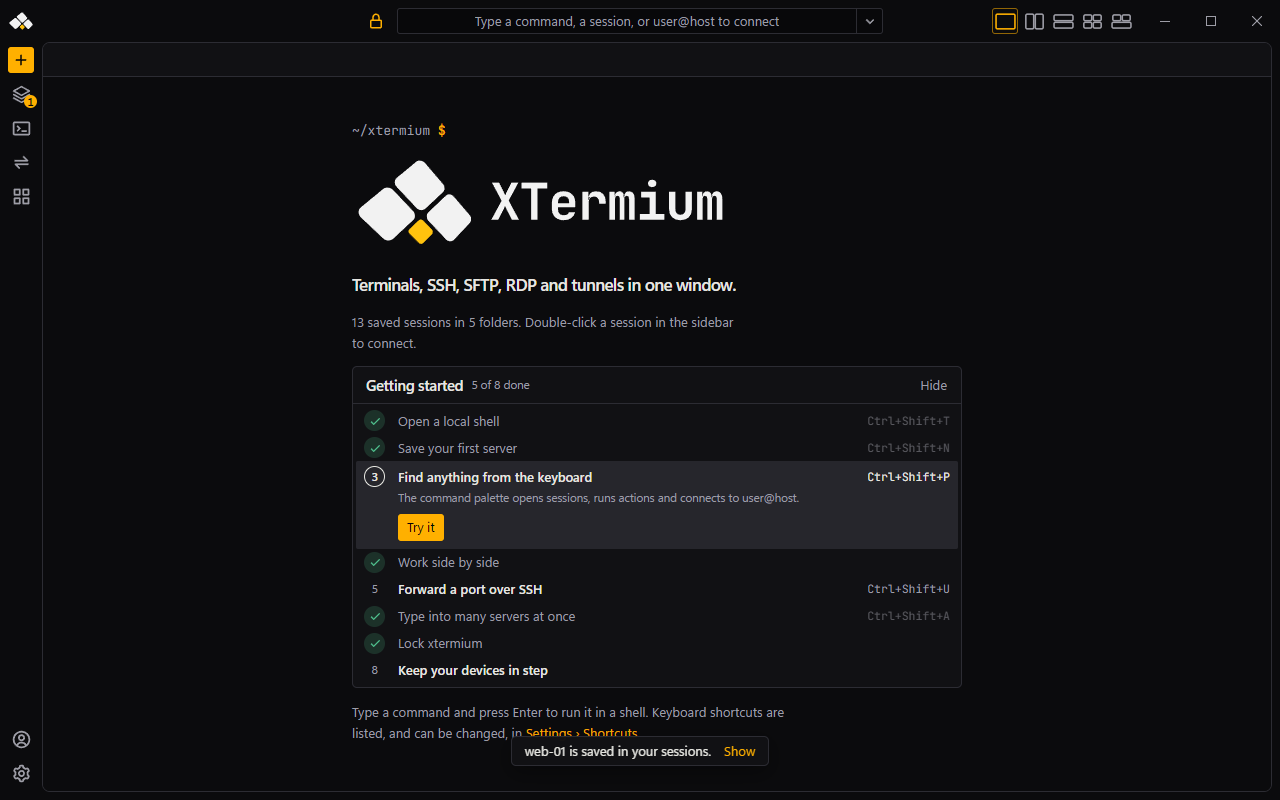 Type a command, a session, or user@host to connect
1
~/xtermium $
XTermium
Terminals, SSH, SFTP, RDP and tunnels in one window.
13 saved sessions in 5 folders. Double-click a session in the sidebar
to connect.
Getting started 5 of 8 done Hide
Open a local shell Ctrl+Shift+T
Save your first server Ctrl+Shift+N
3 Find anything from the keyboard Ctrl+Shift+P
The command palette opens sessions, runs actions and connects to user@host.
Try it
Work side by side
5 Forward a port over SSH Ctrl+Shift+U
Type into many servers at once Ctrl+Shift+A
Lock xtermium
8 Keep your devices in step
Type a command and press Enter to run it in a shell. Keyboard shortcuts are
listed, and can be changed, in Settings › Shortcuts
web-01 is saved in your sessions. Show